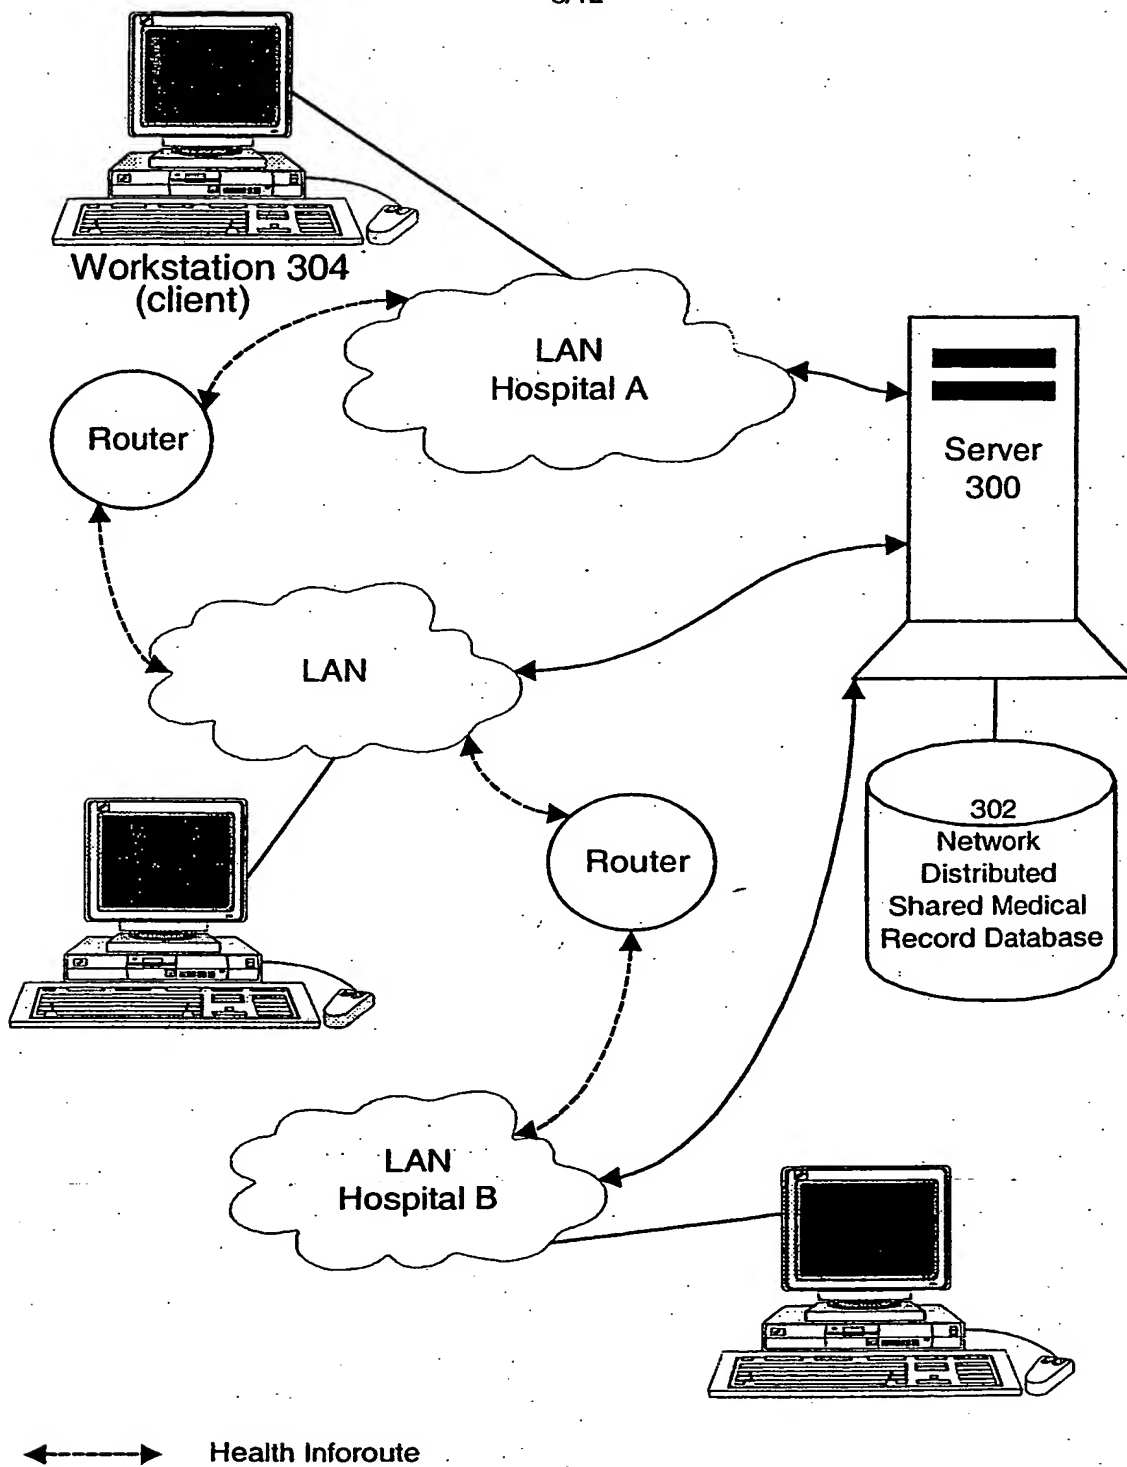 Workstation 304
(client)
LAN
Hospital A
Router
Server
300
LAN
302
Network
Distributed
Shared Medical
Record Database
Router
LAN
Hospital B
Health Inforoute